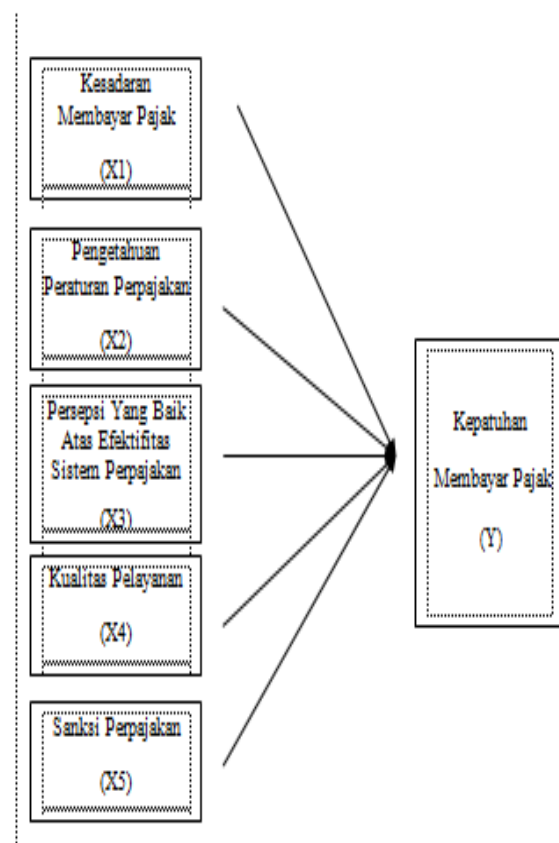 Kesadaran
Membayar Pajak
(X1)
Pengetahuan
Peraturan Perpajakan
(X2)
Persepsi Yang Baik
Atas Efektifitas
Sistem Perpajakan
(X3)
Kualitas Pelayanan
(X4)
Sanksi Perpajakan
(X5)
Kepatuhan
Membayar Pajak
(Y)